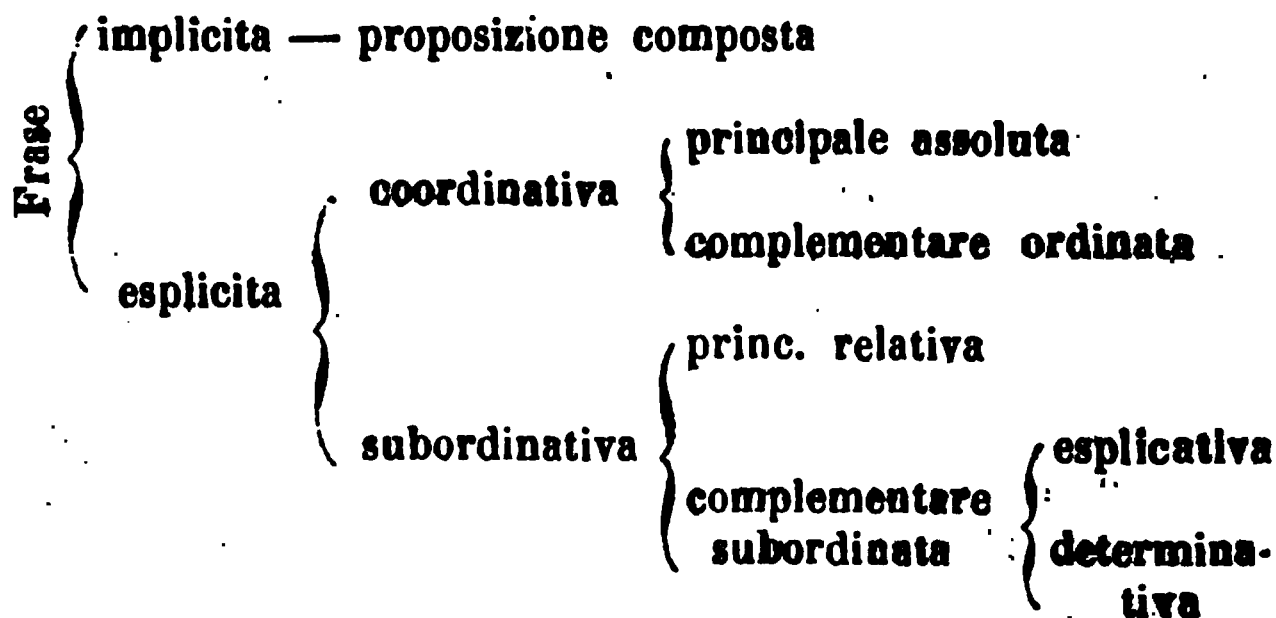 Frase
implicita — proposizione composta
esplicita
coordinativa
principale assoluta
complementare ordinata
subordinativa
princ. relativa
complementare
subordinata
esplicativa
determina-
tiva